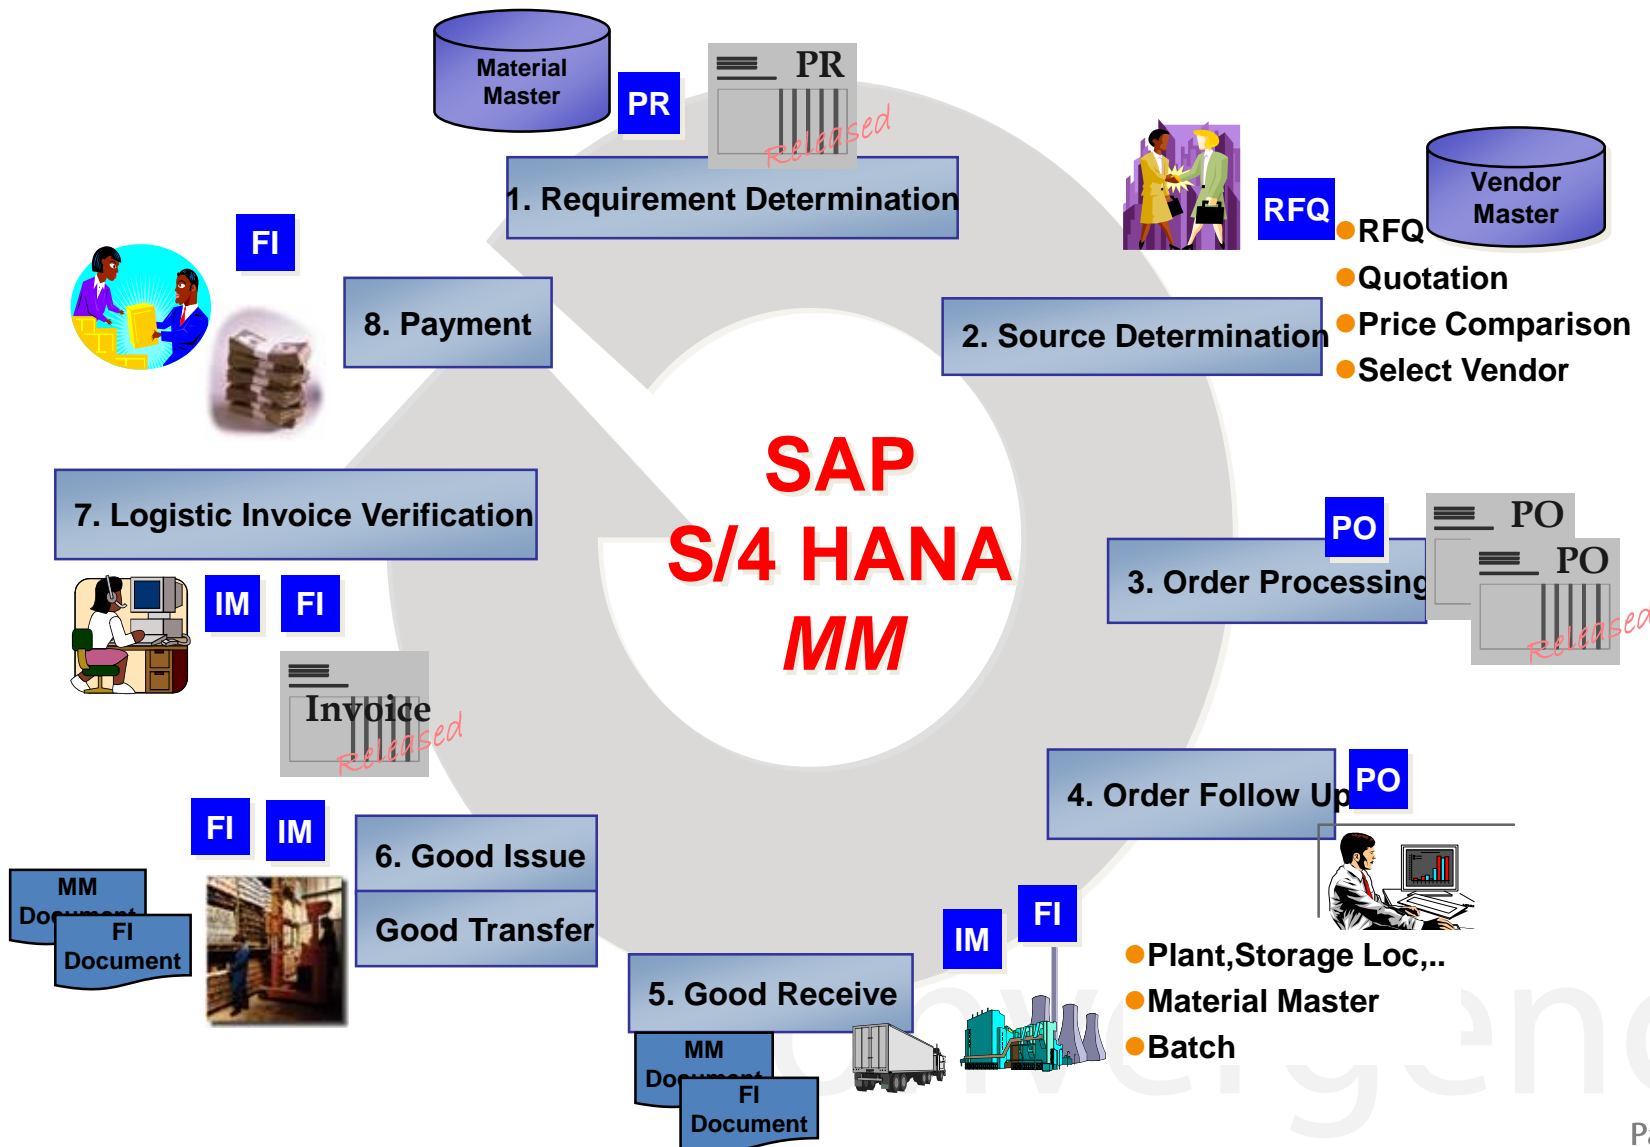 Material
Master
PR
PR
Released
1. Requirement Determination
RFQ
Vendor
Master
RFQ
Quotation
Price Comparison
Select Vendor
2. Source Determination
FI
8. Payment
SAP
S/4 HANA
MM
7. Logistic Invoice Verification
PO
PO
PO
Released
3. Order Processing
IM
FI
Invoice
Released
4. Order Follow Up
PO
FI
IM
6. Good Issue
Good Transfer
MM
Document
FI
Document
IM
FI
Plant,Storage Loc,..
Material Master
Batch
5. Good Receive
MM
Document
FI
Document